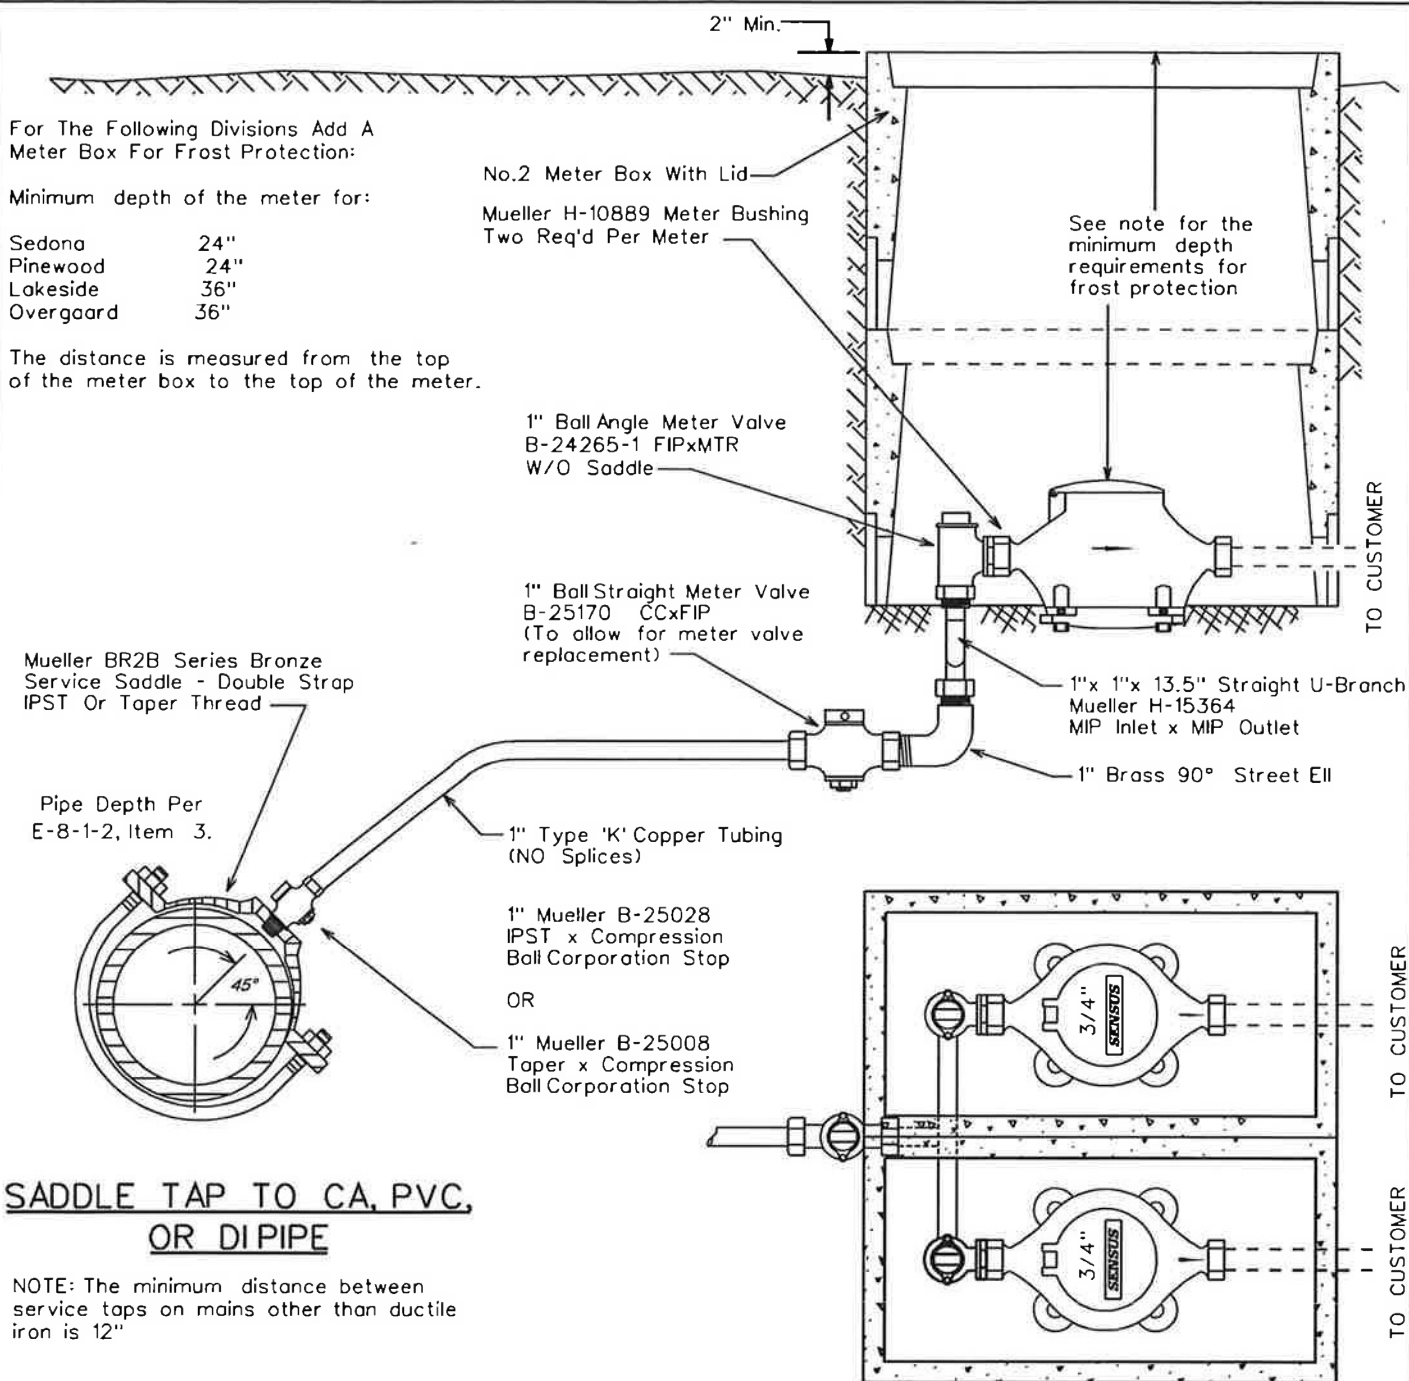 2" Min.
For The Following Divisions Add A
Meter Box For Frost Protection:
Minimum depth of the meter for:
Sedona 24"
Pinewood 24"
Lakeside 36"
Overgaard 36"
The distance is measured from the top
of the meter box to the top of the meter.
No.2 Meter Box With Lid
Mueller H-10889 Meter Bushing
Two Req'd Per Meter
See note for the
minimum depth
requirements for
frost protection
1" Ball Angle Meter Valve
B-24265-1 FIPxMTR
W/O Saddle
TO CUSTOMER
1" Ball Straight Meter Valve
B-25170 CCxFIP
(To allow for meter valve
replacement)
Mueller BR2B Series Bronze
Service Saddle - Double Strap
IPST Or Taper Thread
1"x 1"x 13.5" Straight U-Branch
Mueller H-15364
MIP Inlet x MIP Outlet
1" Brass 90° Street Ell
Pipe Depth Per
E-8-1-2, Item 3.
1" Type 'K' Copper Tubing
(NO Splices)
1" Mueller B-25028
IPST x Compression
Ball Corporation Stop
OR
1" Mueller B-25008
Taper x Compression
Ball Corporation Stop
45°
3/4"
SENSUS
TO CUSTOMER
3/4"
SENSUS
TO CUSTOMER
SADDLE TAP TO CA, PVC,
OR DI PIPE
NOTE: The minimum distance between
service taps on mains other than ductile
iron is 12"